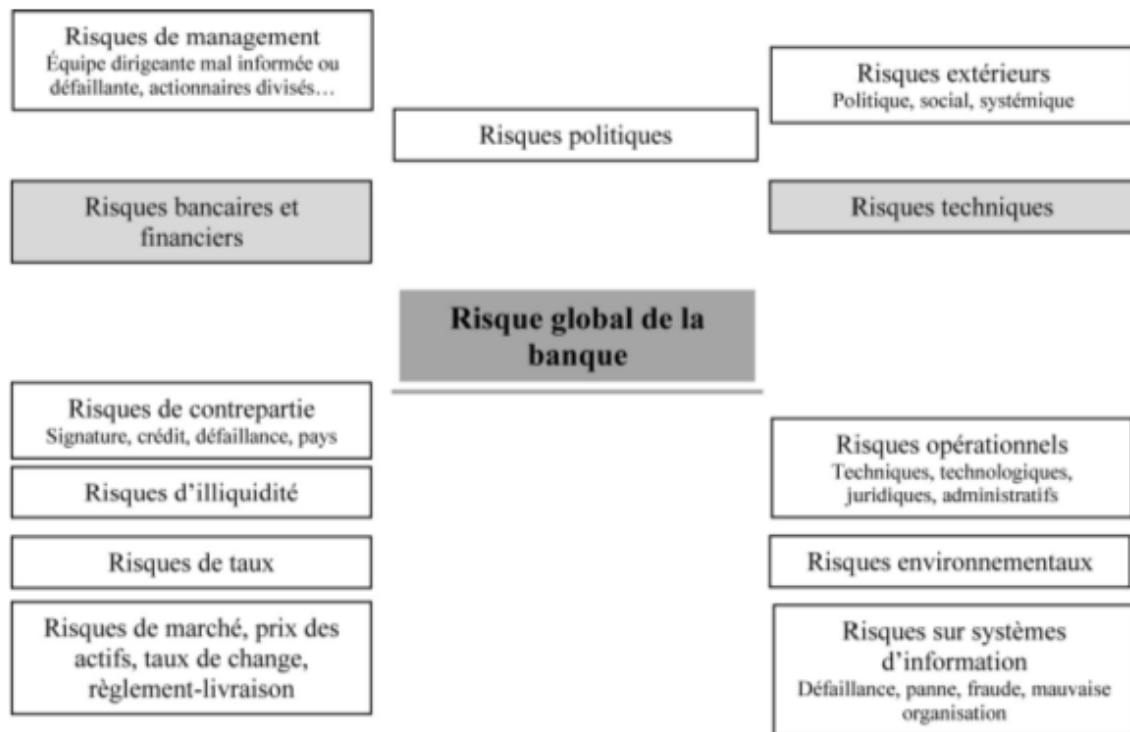 Risques de management
Équipe dirigeante mal informée ou
défaillante, actionnaires divisés…
Risques extérieurs
Politique, social, systémique
Risques politiques
Risques bancaires et
financiers
Risques techniques
Risque global de la
banque
Risques de contrepartie
Signature, crédit, défaillance, pays
Risques d’illiquidité
Risques de taux
Risques de marché, prix des
actifs, taux de change,
règlement-livraison
Risques opérationnels
Techniques, technologiques,
juridiques, administratifs
Risques environnementaux
Risques sur systèmes
d’information
Défaillance, panne, fraude, mauvaise
organisation